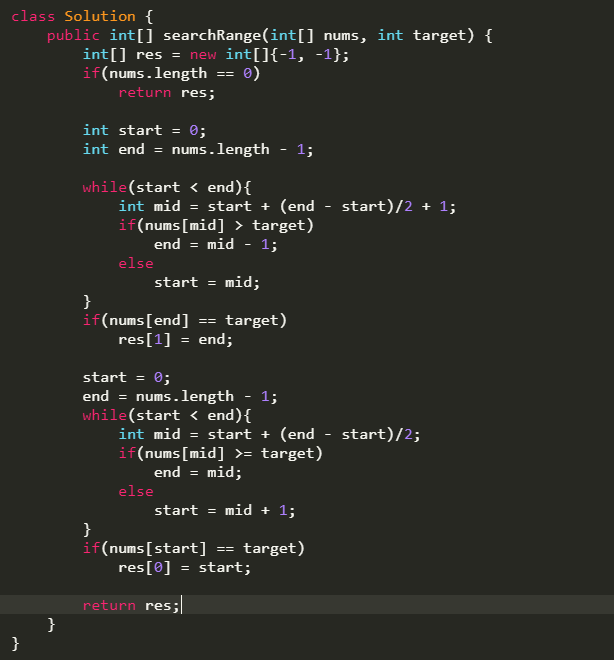 class Solution {
    public int[] searchRange(int[] nums, int target) {
        int[] res = new int[]{-1, -1};
        if(nums.length == 0)
            return res;

        int start = 0;
        int end = nums.length - 1;

        while(start < end){
            int mid = start + (end - start)/2 + 1;
            if(nums[mid] > target)
                end = mid - 1;
            else
                start = mid;
        }
        if(nums[end] == target)
            res[1] = end;

        start = 0;
        end = nums.length - 1;
        while(start < end){
            int mid = start + (end - start)/2;
            if(nums[mid] >= target)
                end = mid;
            else
                start = mid + 1;
        }
        if(nums[start] == target)
            res[0] = start;

        return res;
    }
}